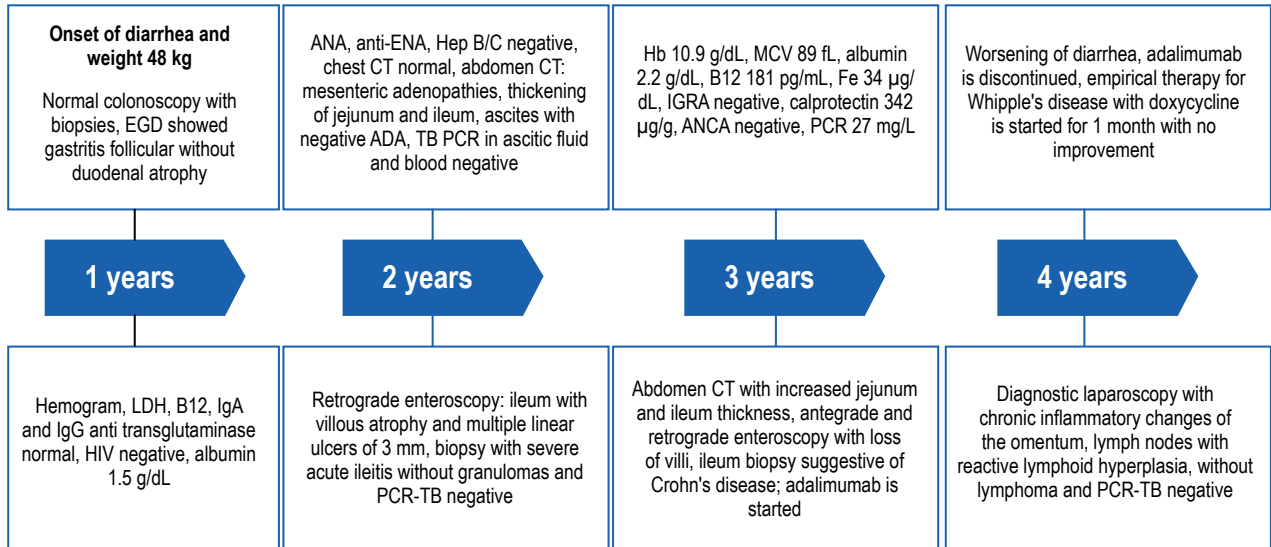 Onset of diarrhea and
weight 48 kg
Normal colonoscopy with
biopsies, EGD showed
gastritis follicular without
duodenal atrophy
ANA, anti-ENA, Hep B/C negative,
chest CT normal, abdomen CT:
mesenteric adenopathies, thickening
of jejunum and ileum, ascites with
negative ADA, TB PCR in ascitic fluid
and blood negative
Hb 10.9 g/dL, MCV 89 fL, albumin
2.2 g/dL, B12 181 pg/mL, Fe 34 µg/
dL, IGRA negative, calprotectin 342
µg/g, ANCA negative, PCR 27 mg/L
Worsening of diarrhea, adalimumab
is discontinued, empirical therapy for
Whipple's disease with doxycycline
is started for 1 month with no
improvement
1 years
2 years
3 years
4 years
Hemogram, LDH, B12, IgA
and IgG anti transglutaminase
normal, HIV negative, albumin
1.5 g/dL
Retrograde enteroscopy: ileum with
villous atrophy and multiple linear
ulcers of 3 mm, biopsy with severe
acute ileitis without granulomas and
PCR-TB negative
Abdomen CT with increased jejunum
and ileum thickness, antegrade and
retrograde enteroscopy with loss
of villi, ileum biopsy suggestive of
Crohn's disease; adalimumab is
started
Diagnostic laparoscopy with
chronic inflammatory changes of
the omentum, lymph nodes with
reactive lymphoid hyperplasia, without
lymphoma and PCR-TB negative